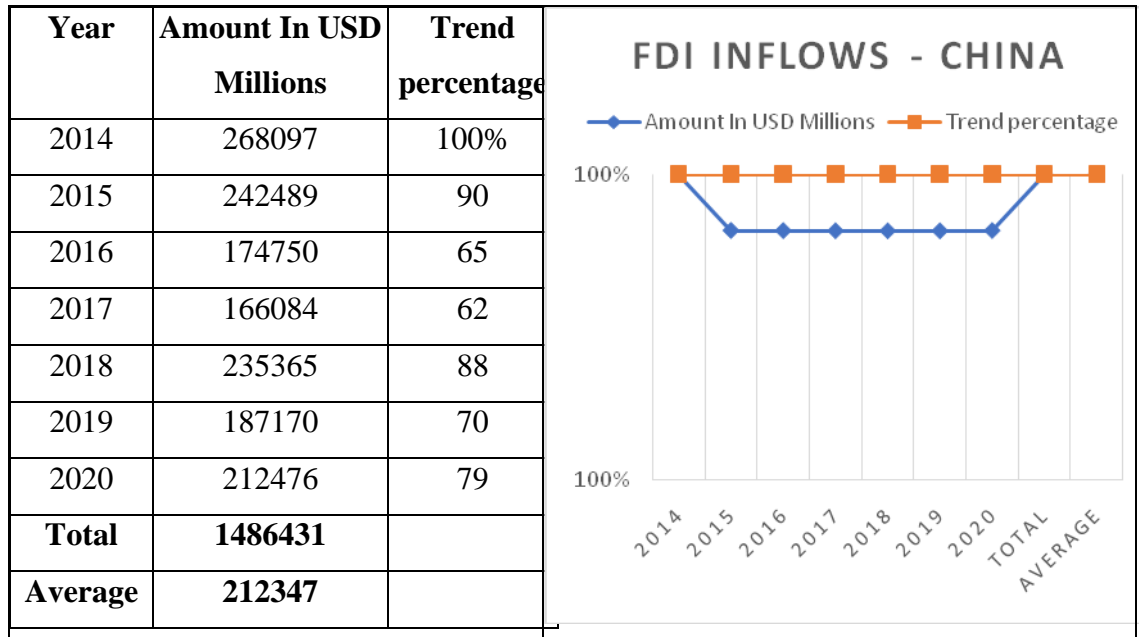 Year Amount In USD Millions Trend percentage
2014 268097 100%
2015 242489 90
2016 174750 65
2017 166084 62
2018 235365 88
2019 187170 70
2020 212476 79
Total 1486431
Average 212347
FDI INFLOWS - CHINA
Amount In USD Millions Trend percentage
100%
100%
2014 2015 2016 2017 2018 2019 2020 TOTAL AVERAGE